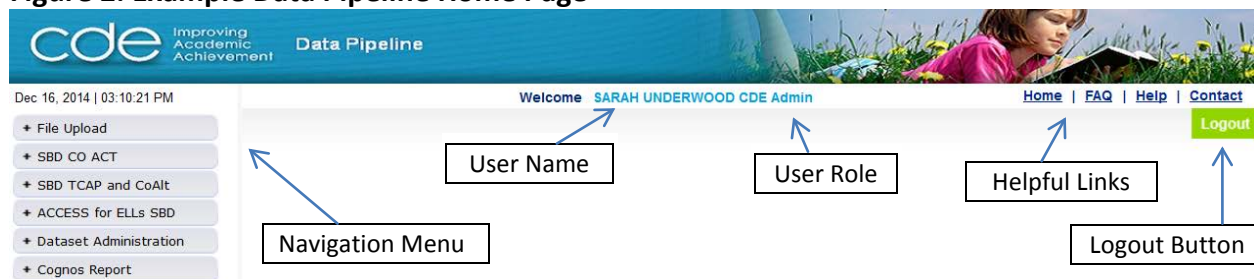 Figure 2: Example Data Pipeline Home Page
cde Improving
Academic
Achievement
Data Pipeline
Dec 16, 2014 | 03:10:21 PM
Welcome SARAH UNDERWOOD CDE Admin
Home | FAQ | Help | Contact
Logout
+ File Upload
+ SBD CO ACT
+ SBD TCAP and CoAlt
+ ACCESS for ELLs SBD
+ Dataset Administration
+ Cognos Report
User Name
User Role
Helpful Links
Navigation Menu
Logout Button